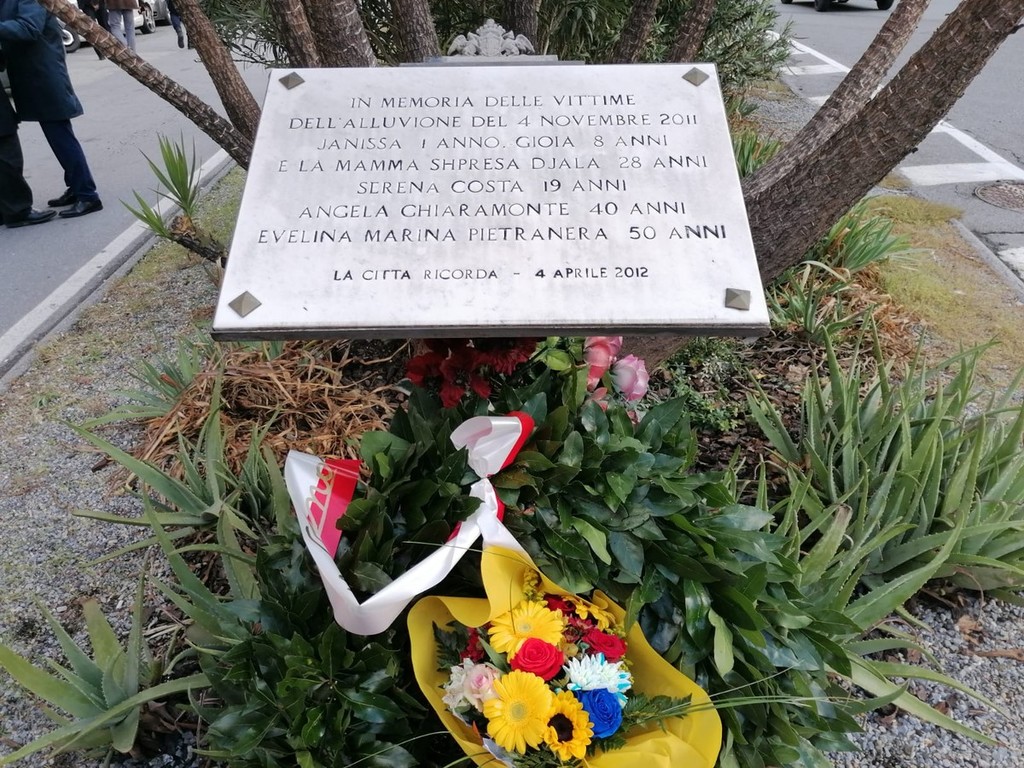 IN MEMORIA DELLE VITTIME
DELL'ALLUVIONE DEL 4 NOVEMBRE 2011
JANISSA 1 ANNO, GIOIA 8 ANNI
E LA MAMMA SHPRESA DJALA 28 ANNI
SERENA COSTA 19 ANNI
ANGELA CHIARAMONTE 40 ANNI
EVELINA MARINA PIETRANERA 50 ANNI
LA CITTA RICORDA - 4 APRILE 2012